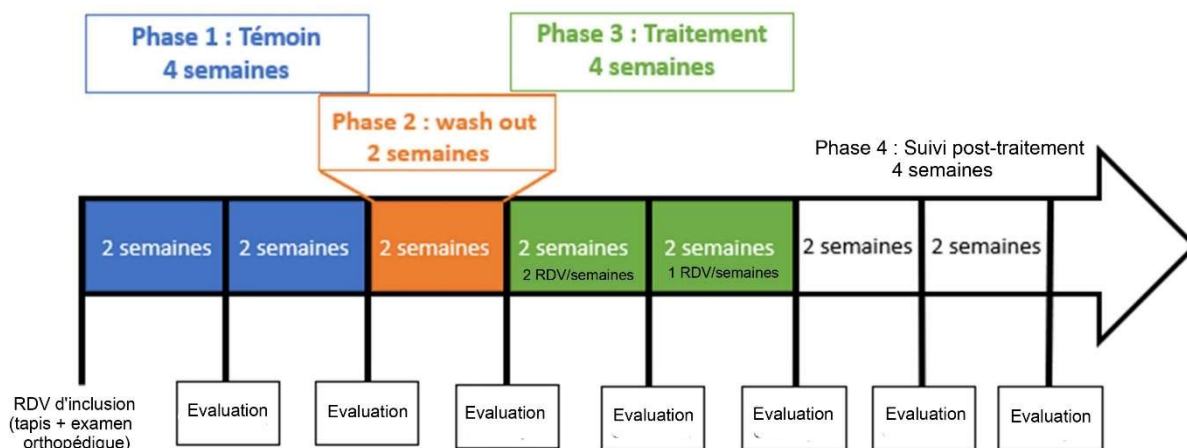 Phase 1 : Témoin
4 semaines
Phase 3 : Traitement
4 semaines
Phase 2 : wash out
2 semaines
Phase 4 : Suivi post-traitement
4 semaines
2 semaines
2 semaines
2 semaines
2 semaines
2 RDV/semaines
2 semaines
1 RDV/semaines
2 semaines
2 semaines
RDV d'inclusion
(tapis + examen
orthopédique)
Evaluation
Evaluation
Evaluation
Evaluation
Evaluation
Evaluation
Evaluation